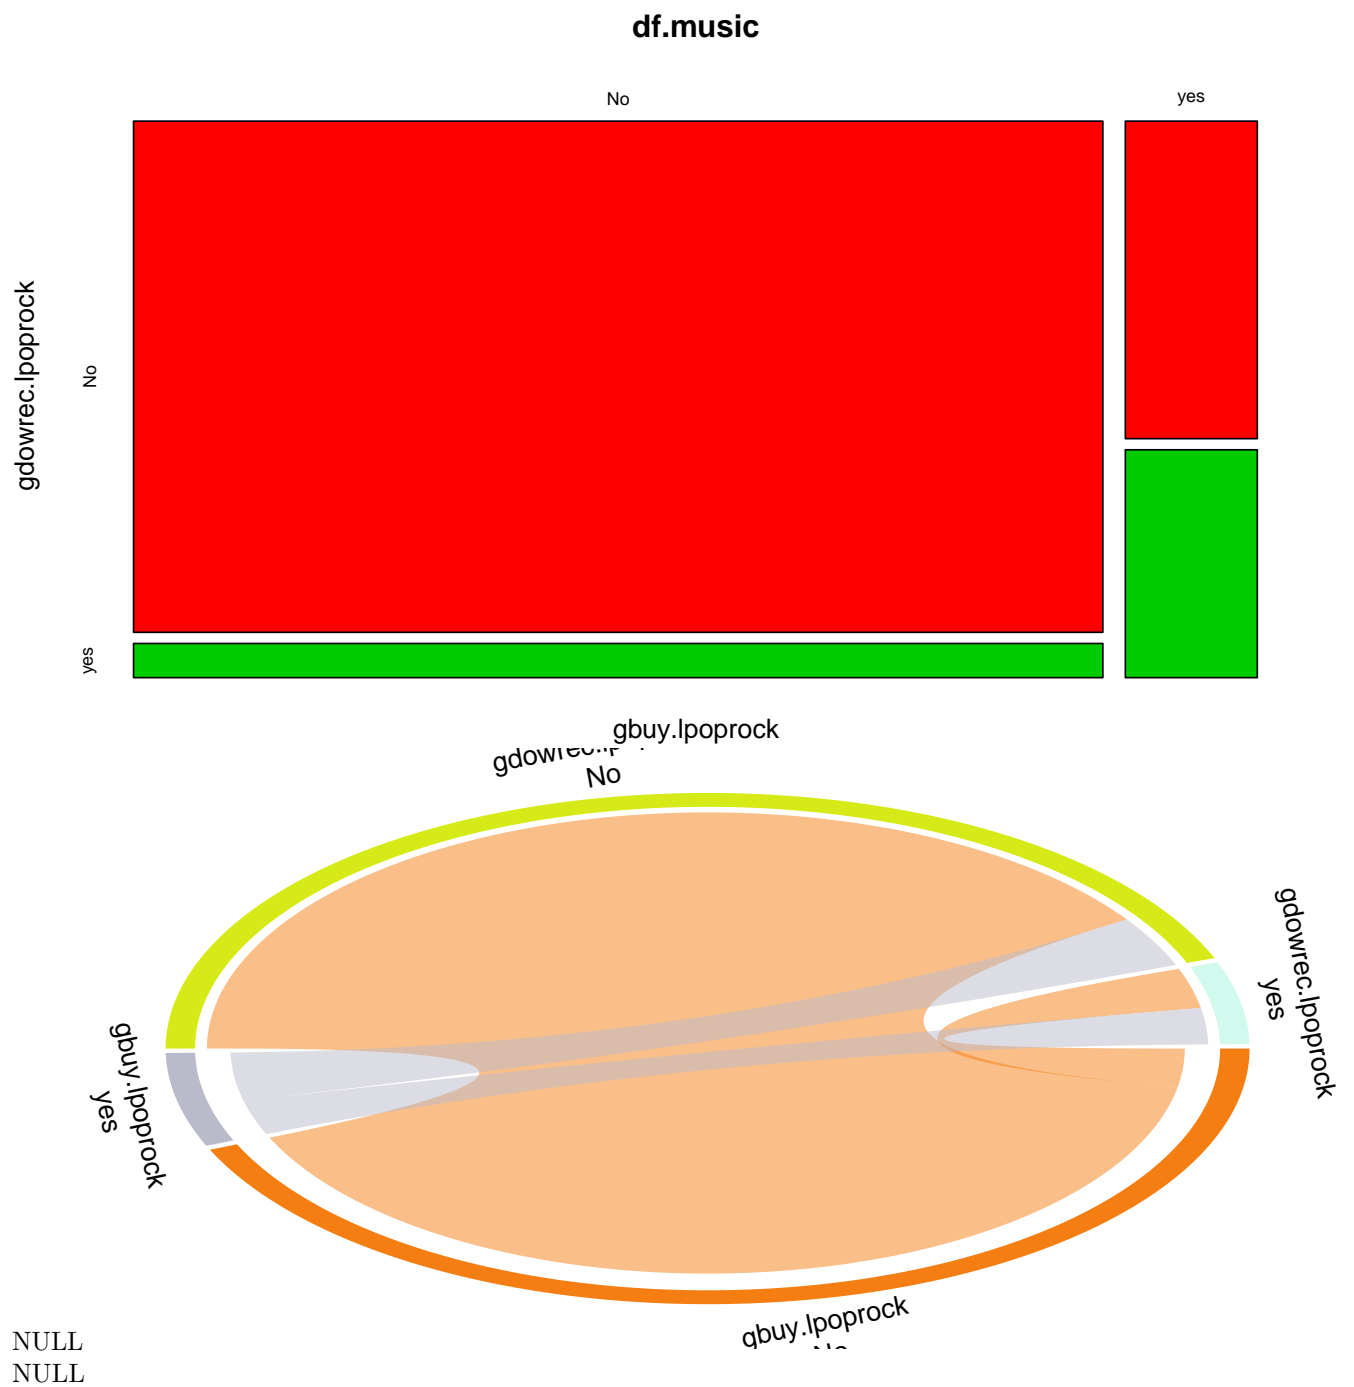 df.music
No
yes
gdowrec.lpoprock
No
yes
gbuy.lpoprock
No
gdowrec.lpoprock
yes
gbuy.lpoprock
yes
gbuy.lpoprock
NULL
NULL